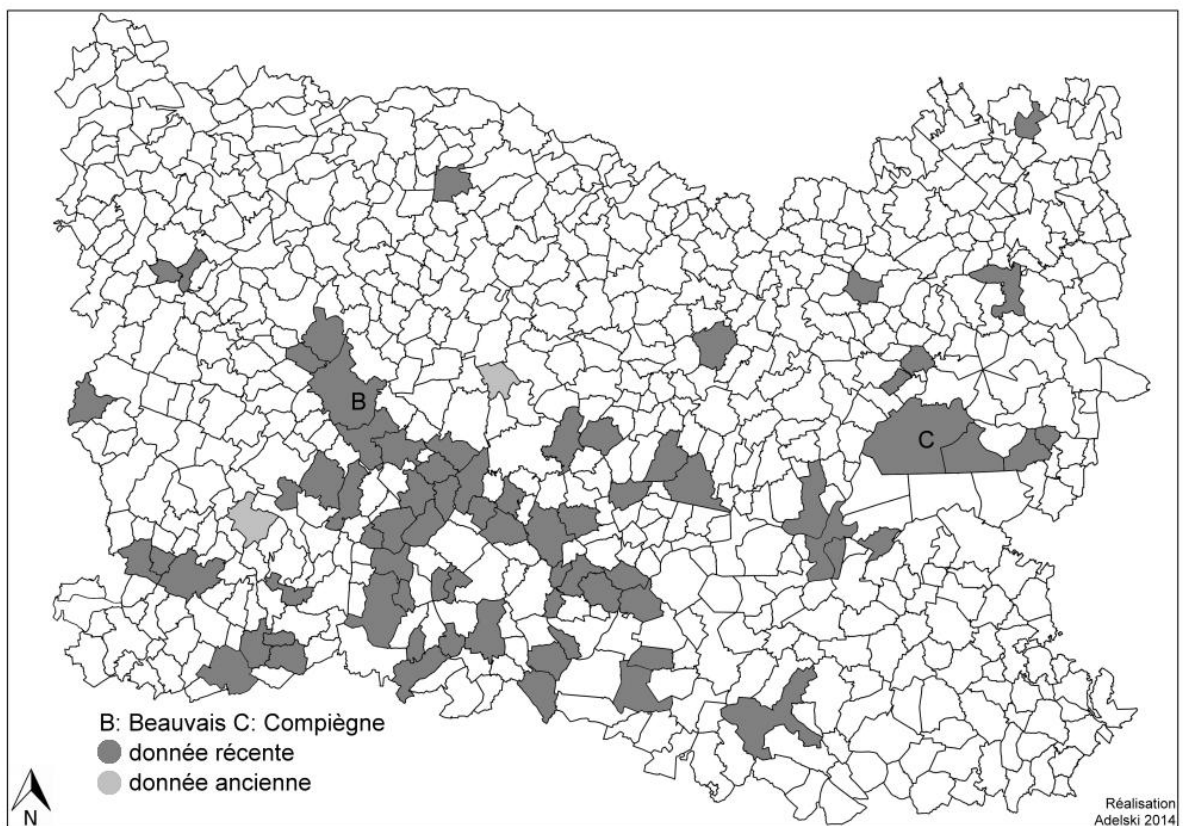 B
C
B: Beauvais C: Compiègne
donnée récente
donnée ancienne
N
Réalisation
Adelski 2014